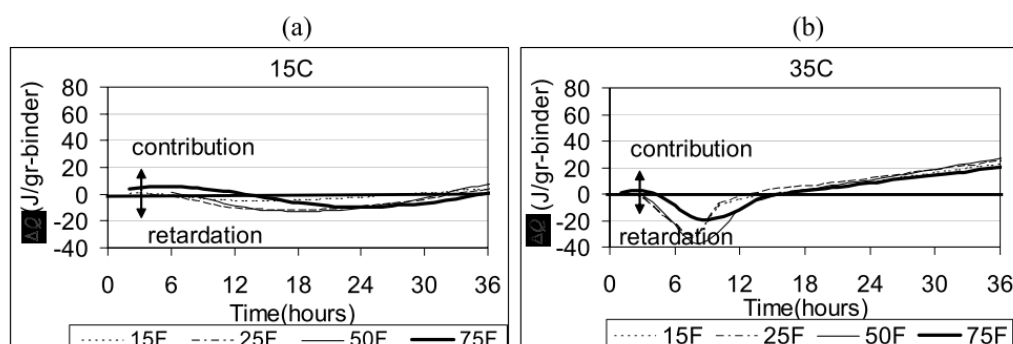 (a)
15C
80
60
40
20
0
-20
-40
ΔQ (J/gr-binder)
contribution
retardation
0 6 12 18 24 30 36
Time(hours)
15F 25F 50F 75F
(b)
35C
80
60
40
20
0
-20
-40
ΔQ (J/gr-binder)
contribution
retardation
0 6 12 18 24 30 36
Time(hours)
15F 25F 50F 75F